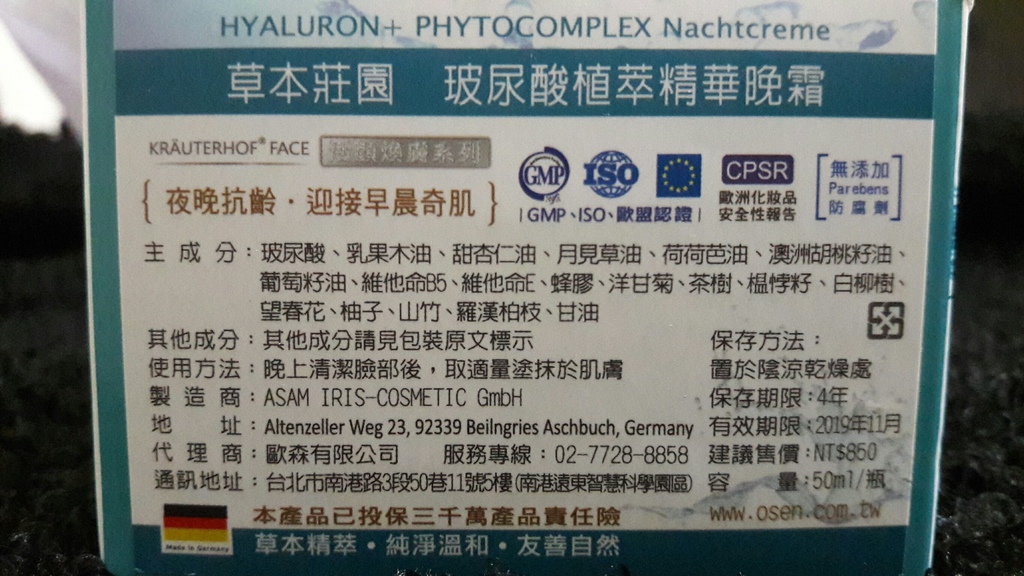 HYALURON+ PHYTOCOMPLEX Nachtcreme
草本莊園 玻尿酸植萃精華晚霜
KRÄUTERHOF® FACE 煥膚系列
{ 夜晚抗齡・迎接早晨奇肌 }
GMP
ISO
CPSR
歐洲化妝品
安全性報告
無添加
Parebens
防腐劑
GMP、ISO、歐盟認證
主成分:玻尿酸、乳果木油、甜杏仁油、月見草油、荷荷芭油、澳洲胡桃籽油、
葡萄籽油、維他命B5、維他命E、蜂膠、洋甘菊、茶樹、榅悖籽、白柳樹、
望春花、柚子、山竹、羅漢柏枝、甘油
其他成分:其他成分請見包裝原文標示
使用方法:晚上清潔臉部後,取適量塗抹於肌膚
製造商:ASAM IRIS-COSMETIC GmbH
地址:Altenzeller Weg 23, 92339 Beilngries Aschbuch, Germany
代理商:歐森有限公司 服務專線:02-7728-8858
通訊地址:台北市南港路3段50巷11號5樓(南港遠東智慧科學園區)
保存方法:
置於陰涼乾燥處
保存期限:4年
有效期限:2019年11月
建議售價:NT$850
容量:50ml/瓶
www.osen.com.tw
本產品已投保三千萬產品責任險
Made in Germany
草本精萃・純淨溫和・友善自然